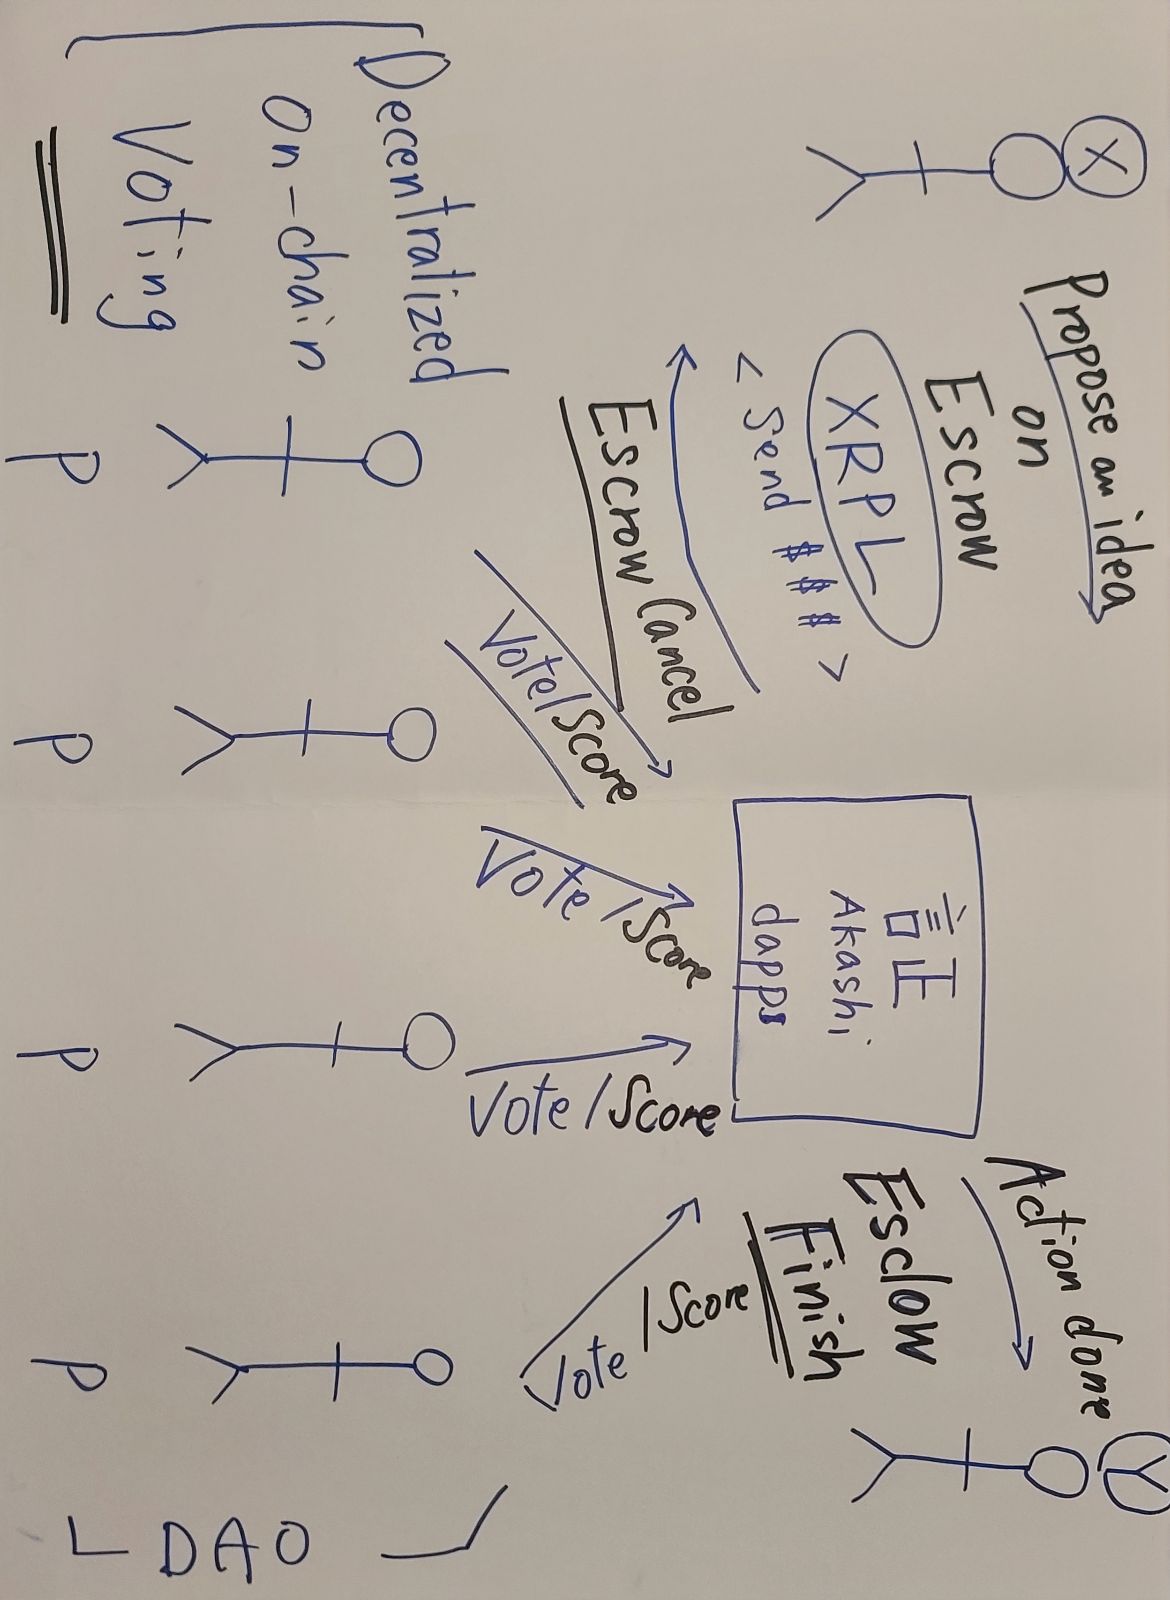 X
Propose an idea
on
Escrow
XRPL
< Send $$$ >
Escrow Cancel
証
Akashi
dapps
Action done
Y
Esclow
Finish
Vote/Score
Vote/Score
Vote/Score
Vote/Score
Decentralized
On-chain
Voting
P
P
P
P
DAO